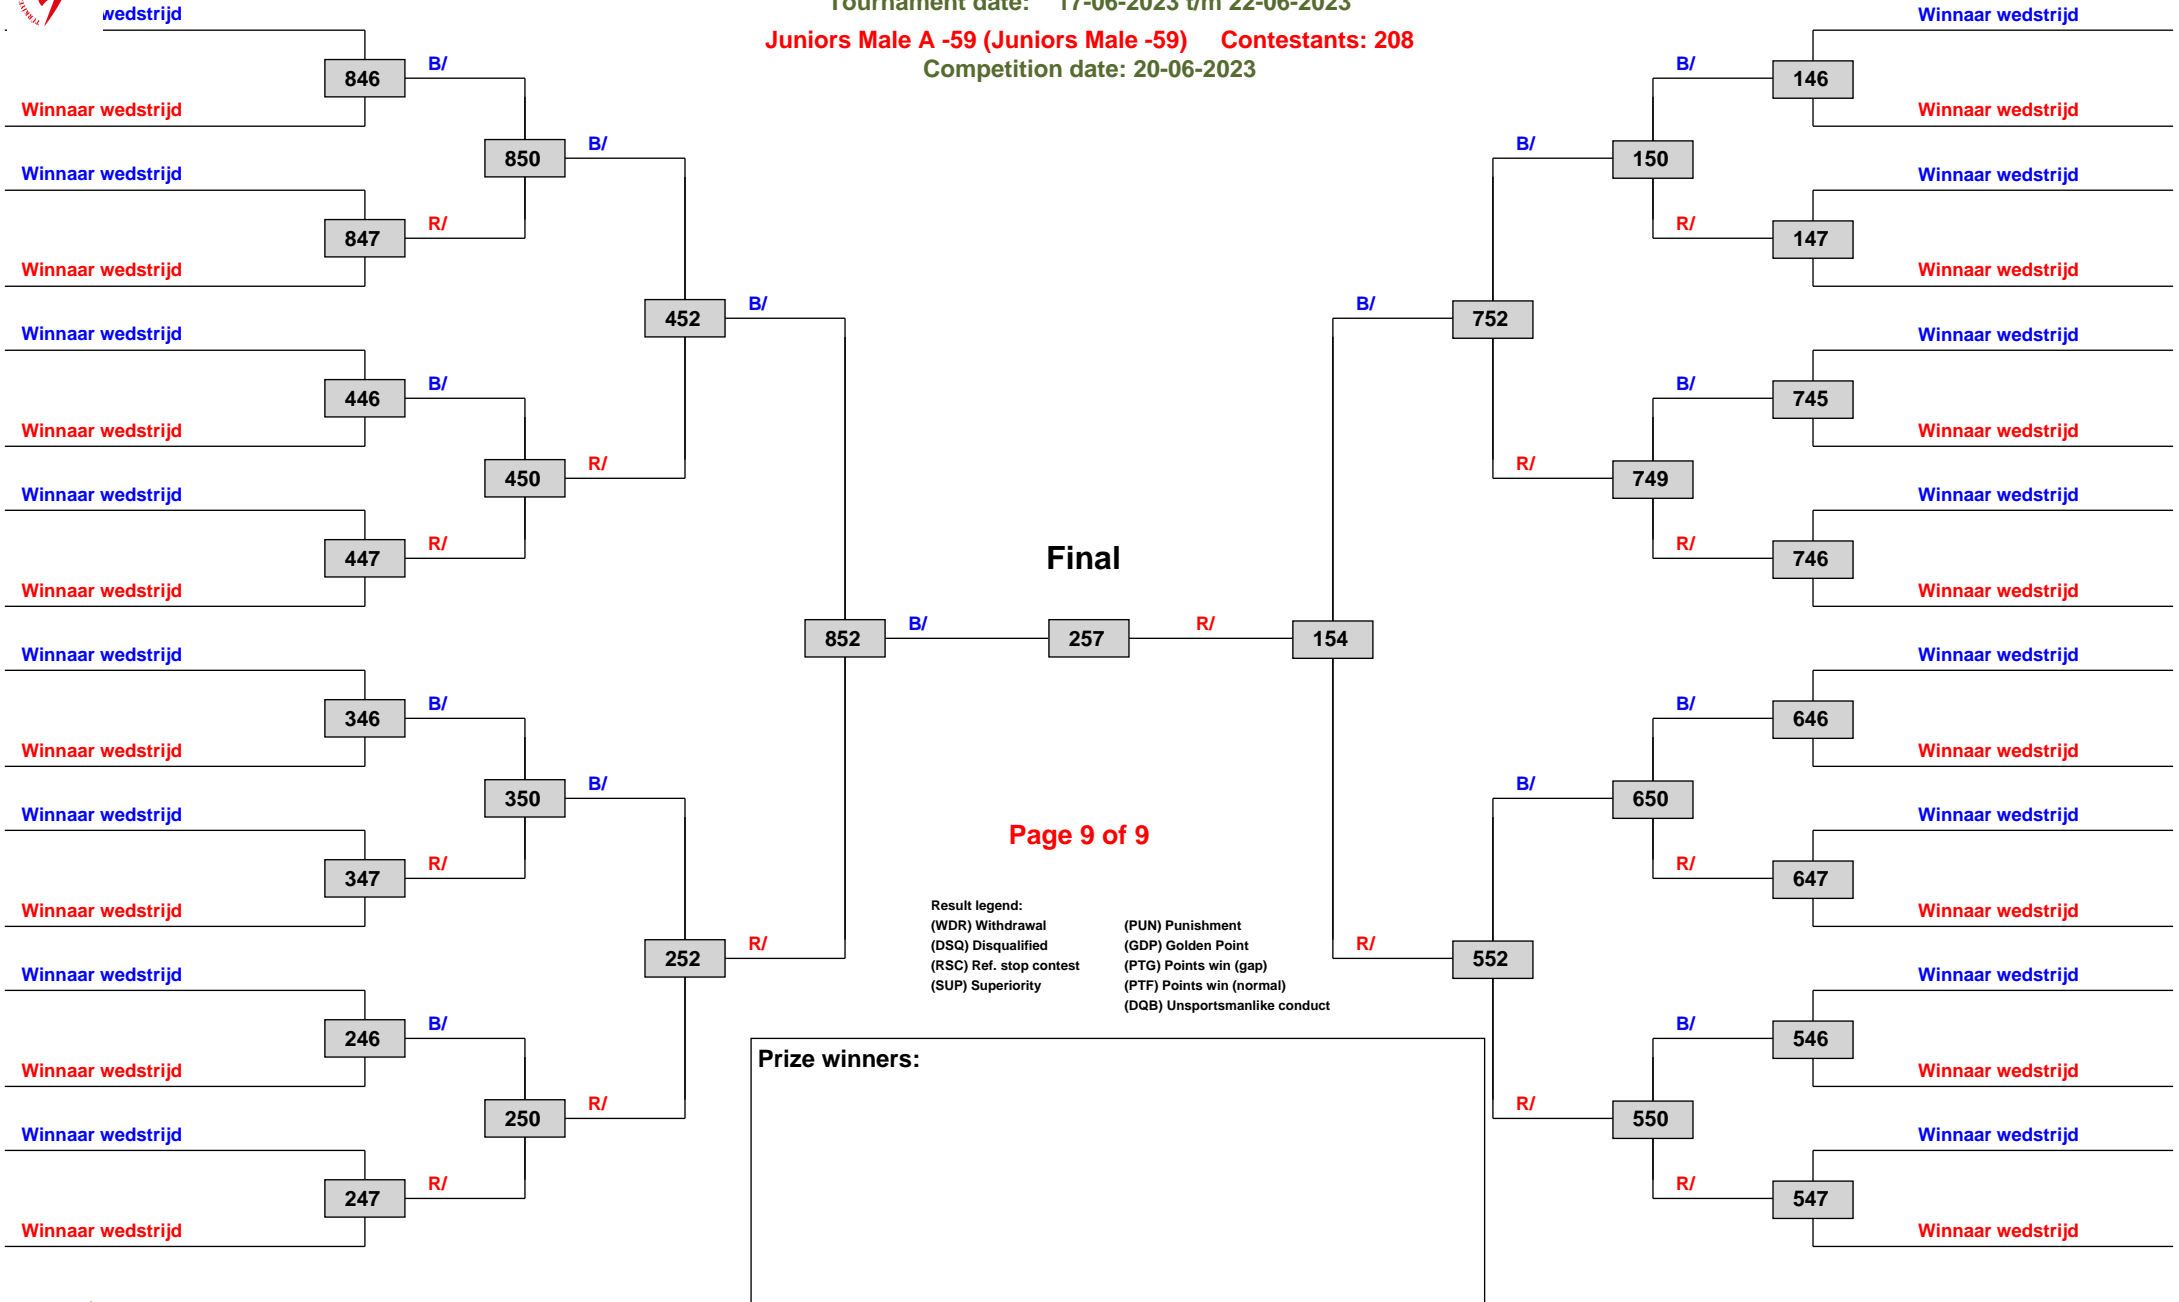 Tournament date: 17-06-2023 t/m 22-06-2023
Juniors Male A -59 (Juniors Male -59) Contestants: 208
Competition date: 20-06-2023
wedstrijd
846
B/
Winnaar wedstrijd
850
B/
Winnaar wedstrijd
847
R/
Winnaar wedstrijd
452
B/
Winnaar wedstrijd
446
B/
Winnaar wedstrijd
450
R/
Winnaar wedstrijd
447
R/
Winnaar wedstrijd
852
B/
Winnaar wedstrijd
346
B/
Winnaar wedstrijd
350
B/
Winnaar wedstrijd
347
R/
Winnaar wedstrijd
252
R/
Winnaar wedstrijd
246
B/
Winnaar wedstrijd
250
R/
Winnaar wedstrijd
247
R/
Winnaar wedstrijd
Final
257
R/
154
Page 9 of 9
Result legend:
(WDR) Withdrawal
(DSQ) Disqualified
(RSC) Ref. stop contest
(SUP) Superiority
(PUN) Punishment
(GDP) Golden Point
(PTG) Points win (gap)
(PTF) Points win (normal)
(DQB) Unsportsmanlike conduct
Prize winners:
Winnaar wedstrijd
B/
146
Winnaar wedstrijd
B/
150
Winnaar wedstrijd
R/
147
Winnaar wedstrijd
B/
752
Winnaar wedstrijd
B/
745
Winnaar wedstrijd
R/
749
Winnaar wedstrijd
R/
746
Winnaar wedstrijd
Winnaar wedstrijd
B/
646
Winnaar wedstrijd
B/
650
Winnaar wedstrijd
R/
647
Winnaar wedstrijd
R/
552
Winnaar wedstrijd
B/
546
Winnaar wedstrijd
R/
550
Winnaar wedstrijd
R/
547
Winnaar wedstrijd